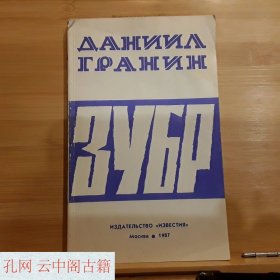 ДАНИИЛ
ГРАНИН
ЗУБР
ИЗДАТЕЛЬСТВО «ИЗВЕСТИЯ»
Москва 1987
孔网 云中阁古籍